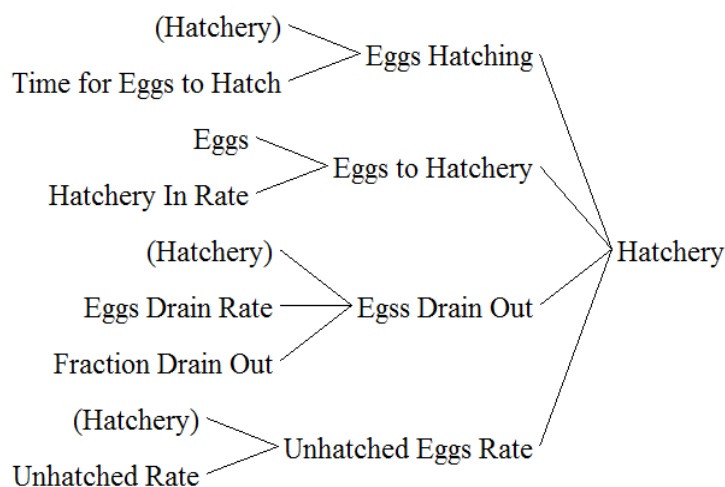 (Hatchery)
Eggs Hatching
Time for Eggs to Hatch
Eggs
Eggs to Hatchery
Hatchery In Rate
(Hatchery)
Hatchery
Eggs Drain Rate
Egss Drain Out
Fraction Drain Out
(Hatchery)
Unhatched Eggs Rate
Unhatched Rate